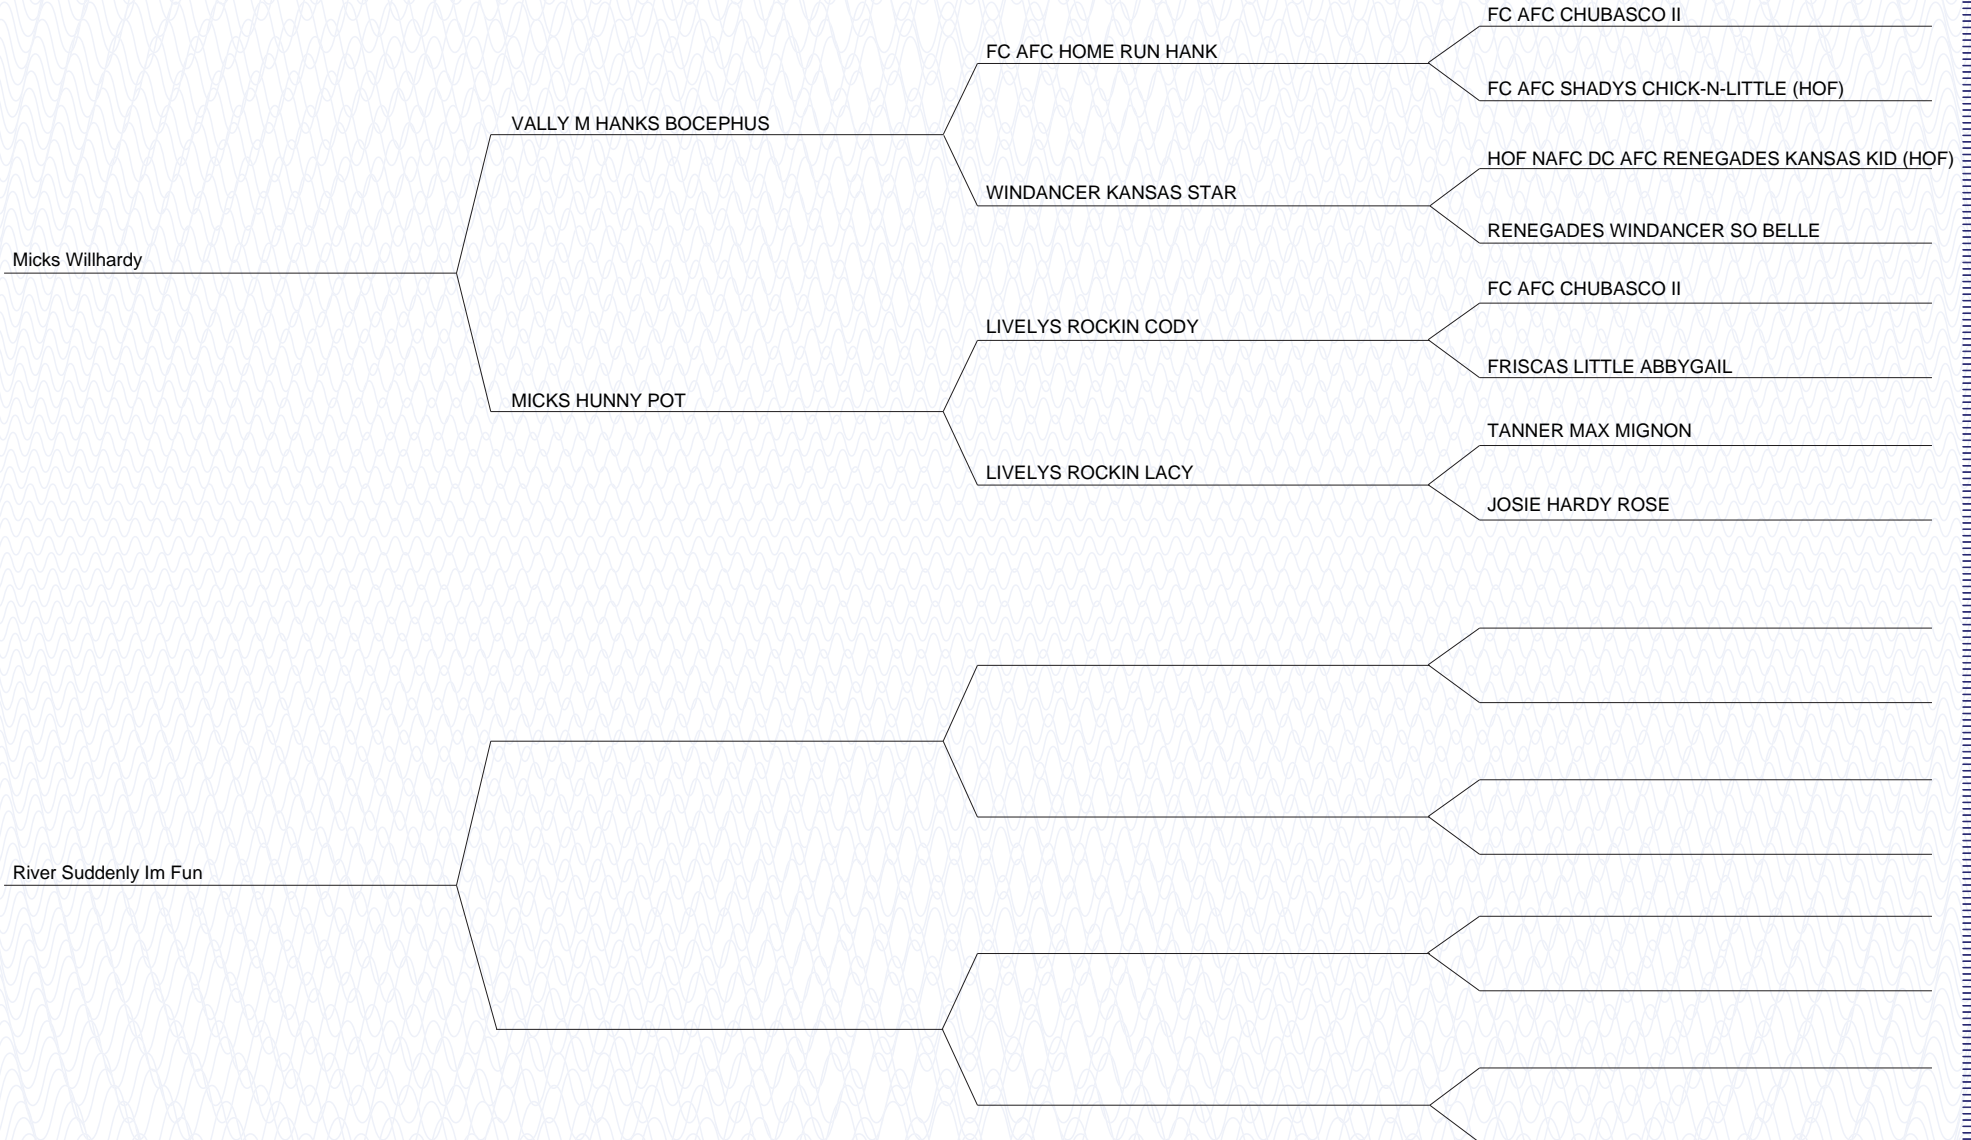 FC AFC CHUBASCO II
FC AFC HOME RUN HANK
FC AFC SHADYS CHICK-N-LITTLE (HOF)
VALLY M HANKS BOCEPHUS
HOF NAFC DC AFC RENEGADES KANSAS KID (HOF)
WINDANCER KANSAS STAR
RENEGADES WINDANCER SO BELLE
Micks Willhardy
FC AFC CHUBASCO II
LIVELYS ROCKIN CODY
FRISCAS LITTLE ABBYGAIL
MICKS HUNNY POT
TANNER MAX MIGNON
LIVELYS ROCKIN LACY
JOSIE HARDY ROSE
River Suddenly Im Fun